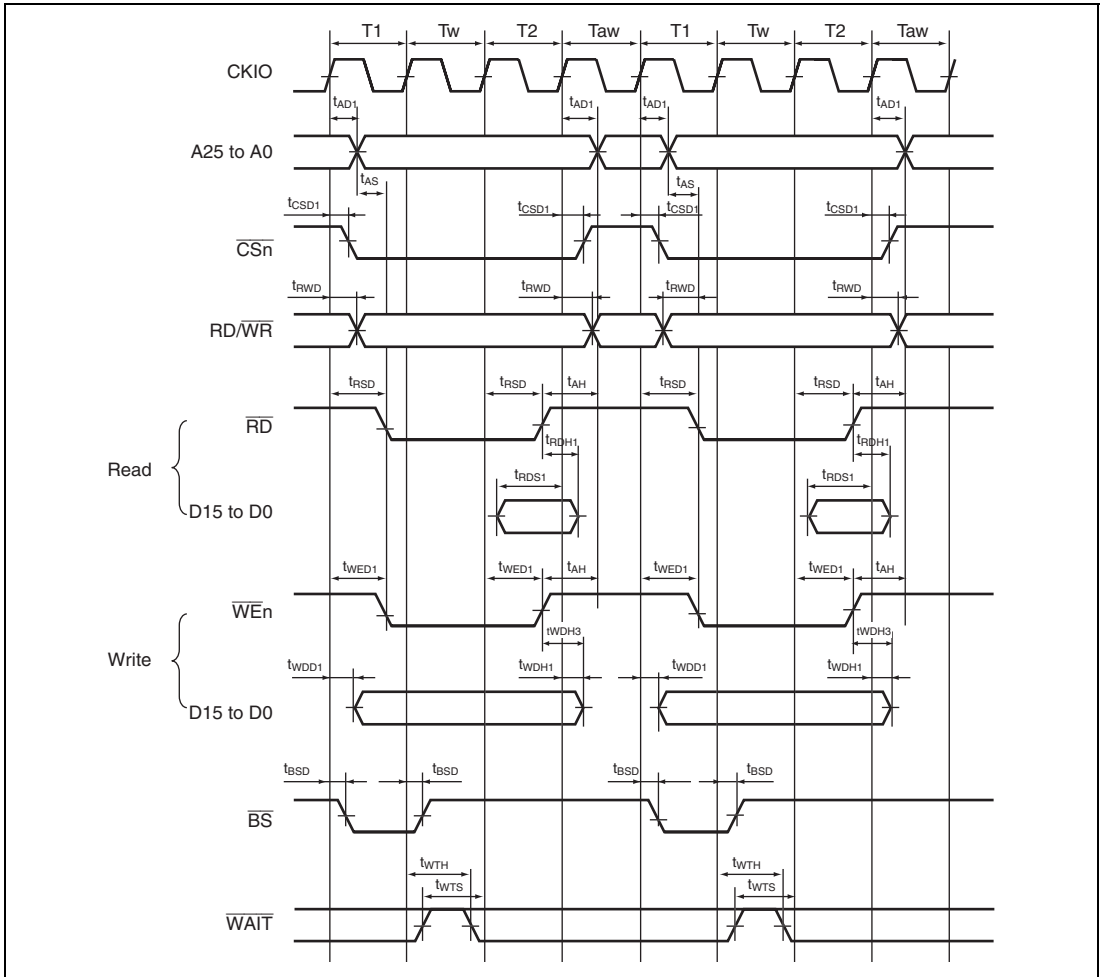 T1 Tw T2 Taw T1 Tw T2 Taw
CKIO
tAD1 tAD1 tAD1 tAD1
A25 to A0
tAS tAS
tCSD1 tCSD1 tCSD1 tCSD1
CSn
tRWD tRWD tRWD tRWD
RD/WR
tRSD tRSD tAH tRSD tRSD tAH
RD
tRDH1 tRDH1
Read
tRDS1 tRDS1
D15 to D0
tWED1 tWED1 tAH tWED1 tWED1 tAH
WEn
tWDH3 tWDH3
Write
tWDD1 tWDH1 tWDD1 tWDH1
D15 to D0
tBSD tBSD tBSD tBSD
BS
tWTH tWTH
tWTS tWTS
WAIT